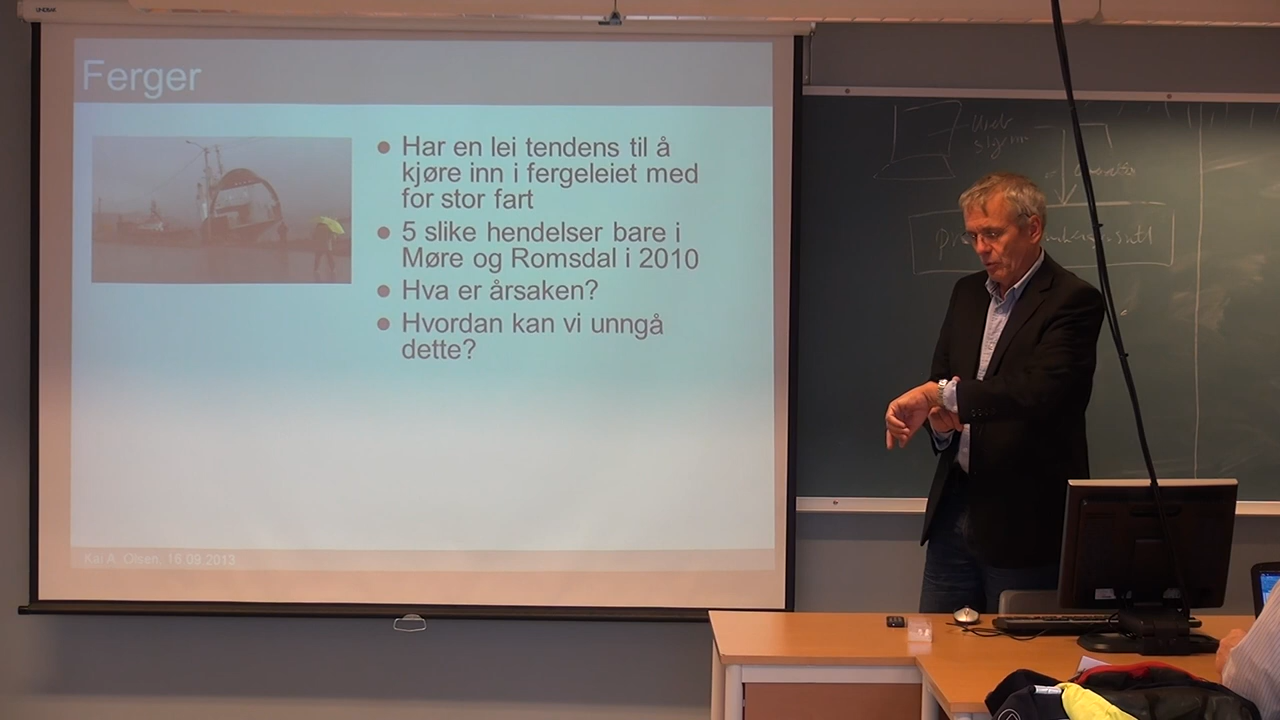 Ferger
Har en lei tendens til å
kjøre inn i fergeleiet med
for stor fart
5 slike hendelser bare i
Møre og Romsdal i 2010
Hva er årsaken?
Hvordan kan vi unngå
dette?
Kai A. Olsen, 16.09.2013